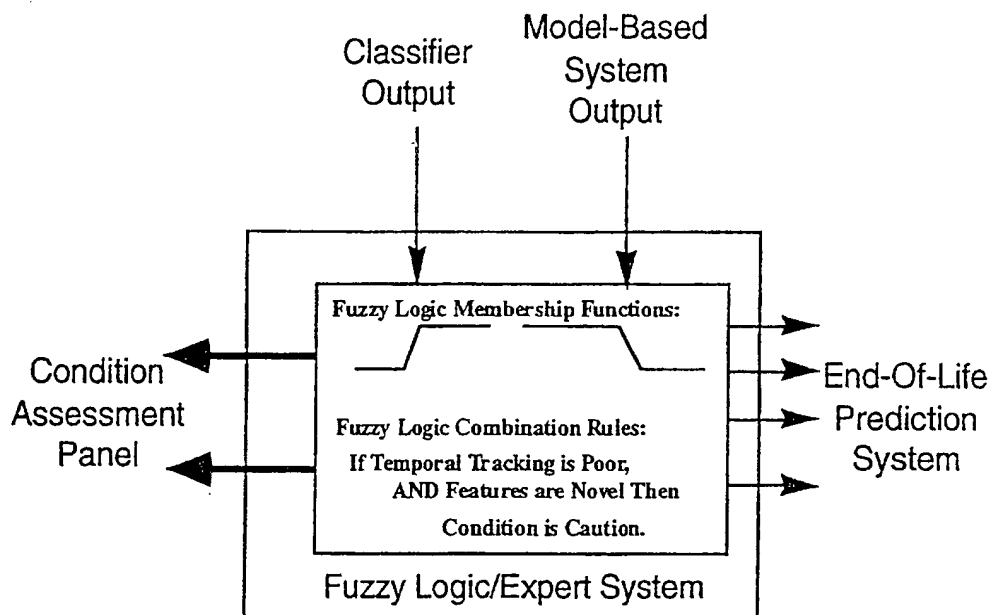 Classifier
Output
Model-Based
System
Output
Fuzzy Logic Membership Functions:
Condition
Assessment
Panel
End-Of-Life
Prediction
System
Fuzzy Logic Combination Rules:
If Temporal Tracking is Poor,
AND Features are Novel Then
Condition is Caution.
Fuzzy Logic/Expert System